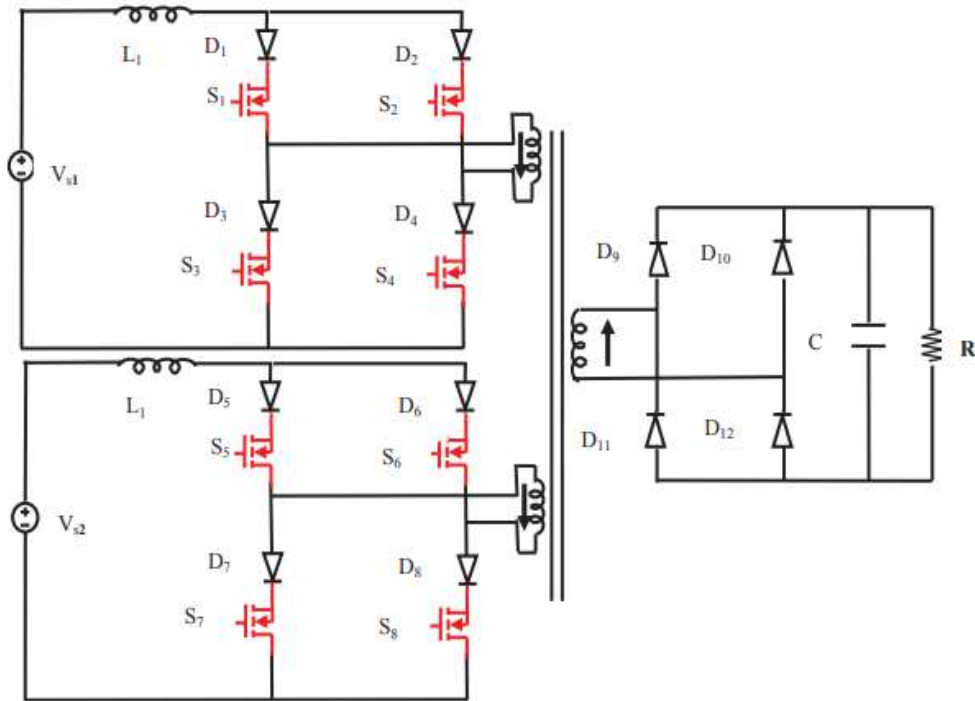 L₁
D₁
D₂
S₁
S₂
Vₛ₁
D₃
D₄
S₃
S₄
D₉
D₁₀
C
R
D₁₁
D₁₂
L₁
D₅
D₆
S₅
S₆
Vₛ₂
D₇
D₈
S₇
S₈